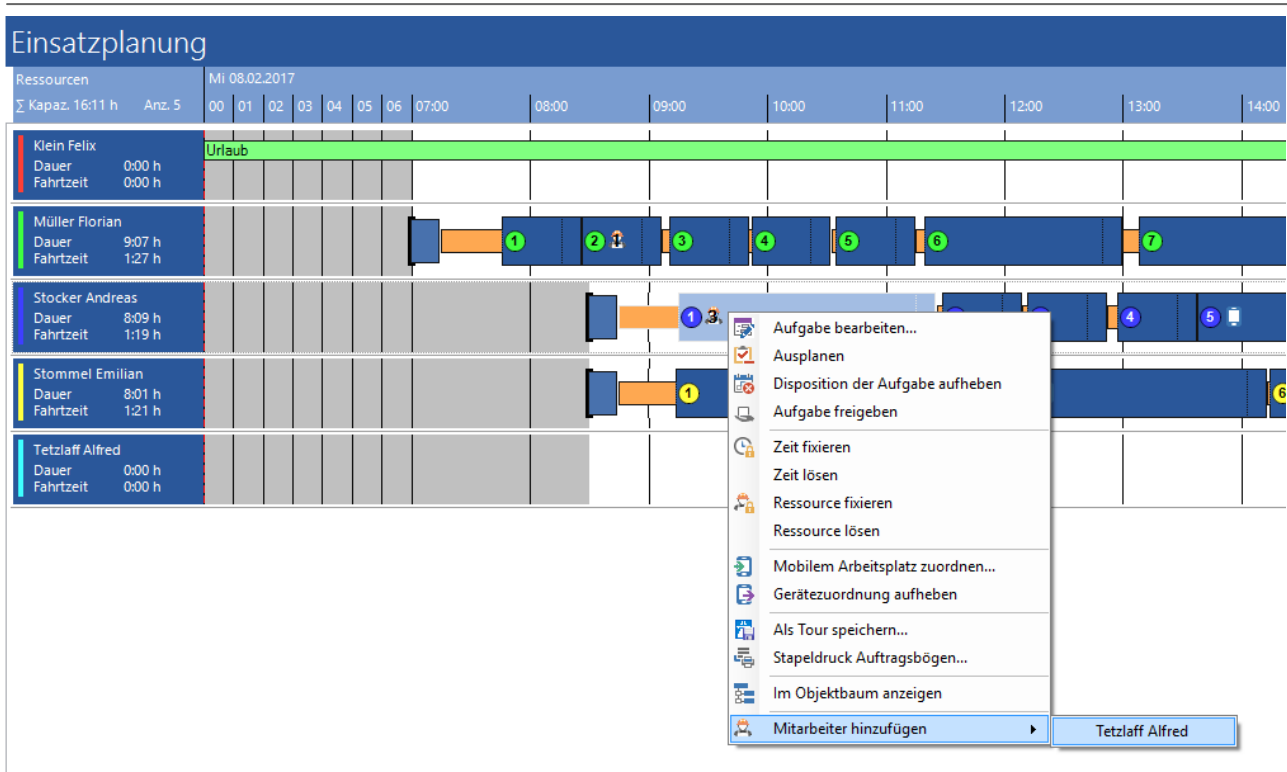 Einsatzplanung
Ressourcen Mi 08.02.2017
∑ Kapaz. 16:11 h Anz. 5 00 01 02 03 04 05 06 07:00 08:00 09:00 10:00 11:00 12:00 13:00 14:00
Klein Felix
Urlaub
Dauer 0:00 h
Fahrtzeit 0:00 h
Müller Florian
Dauer 9:07 h
1 2 1 3 4 5 6 7
Fahrtzeit 1:27 h
Stocker Andreas
Dauer 8:09 h
1 3 4 5
Fahrtzeit 1:19 h
Stommel Emilian
Dauer 8:01 h
1 6
Fahrtzeit 1:21 h
Tetzlaff Alfred
Dauer 0:00 h
Fahrtzeit 0:00 h
Aufgabe bearbeiten...
Ausplanen
Disposition der Aufgabe aufheben
Aufgabe freigeben
Zeit fixieren
Zeit lösen
Ressource fixieren
Ressource lösen
Mobilem Arbeitsplatz zuordnen...
Gerätezuordnung aufheben
Als Tour speichern...
Stapeldruck Auftragsbögen...
Im Objektbaum anzeigen
Mitarbeiter hinzufügen Tetzlaff Alfred